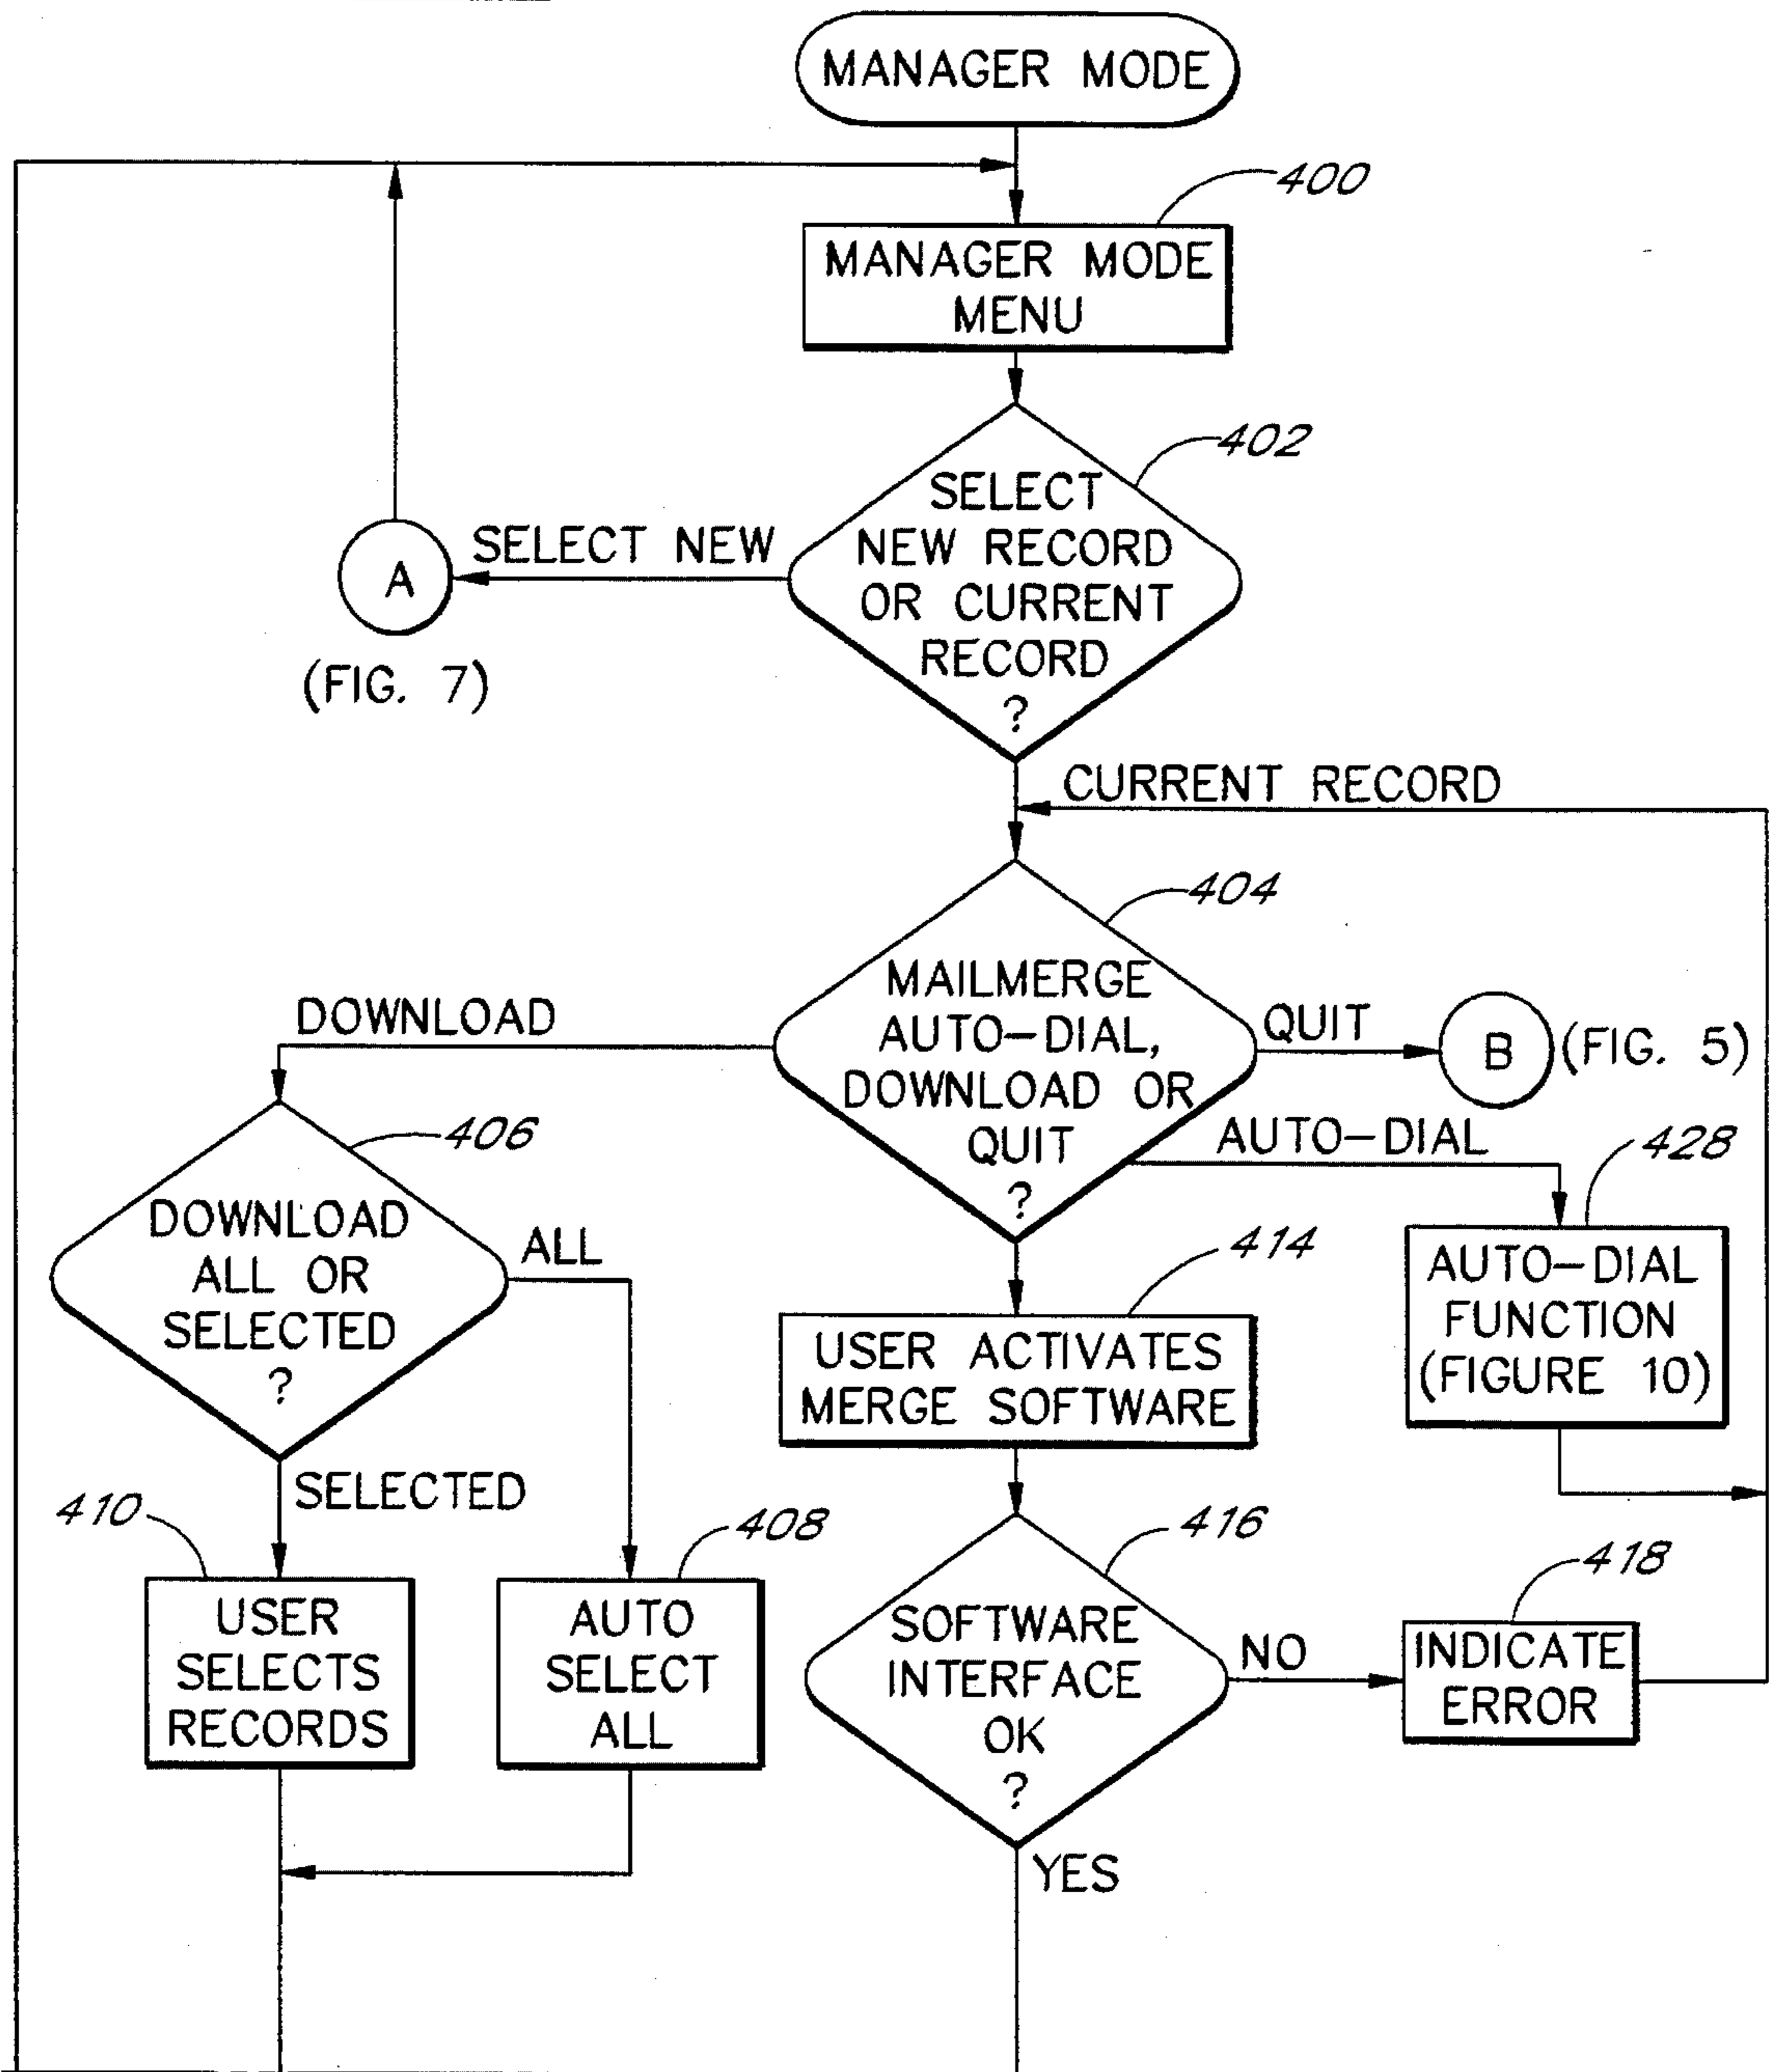 MANAGER MODE
400
MANAGER MODE
MENU
402
SELECT
NEW RECORD
OR CURRENT
RECORD
?
SELECT NEW
A
(FIG. 7)
CURRENT RECORD
404
MAILMERGE
AUTO-DIAL,
DOWNLOAD OR
QUIT
?
DOWNLOAD
QUIT
B
(FIG. 5)
AUTO-DIAL
428
AUTO-DIAL
FUNCTION
(FIGURE 10)
406
DOWNLOAD
ALL OR
SELECTED
?
ALL
SELECTED
414
USER ACTIVATES
MERGE SOFTWARE
410
USER
SELECTS
RECORDS
408
AUTO
SELECT
ALL
416
SOFTWARE
INTERFACE
OK
?
NO
418
INDICATE
ERROR
YES